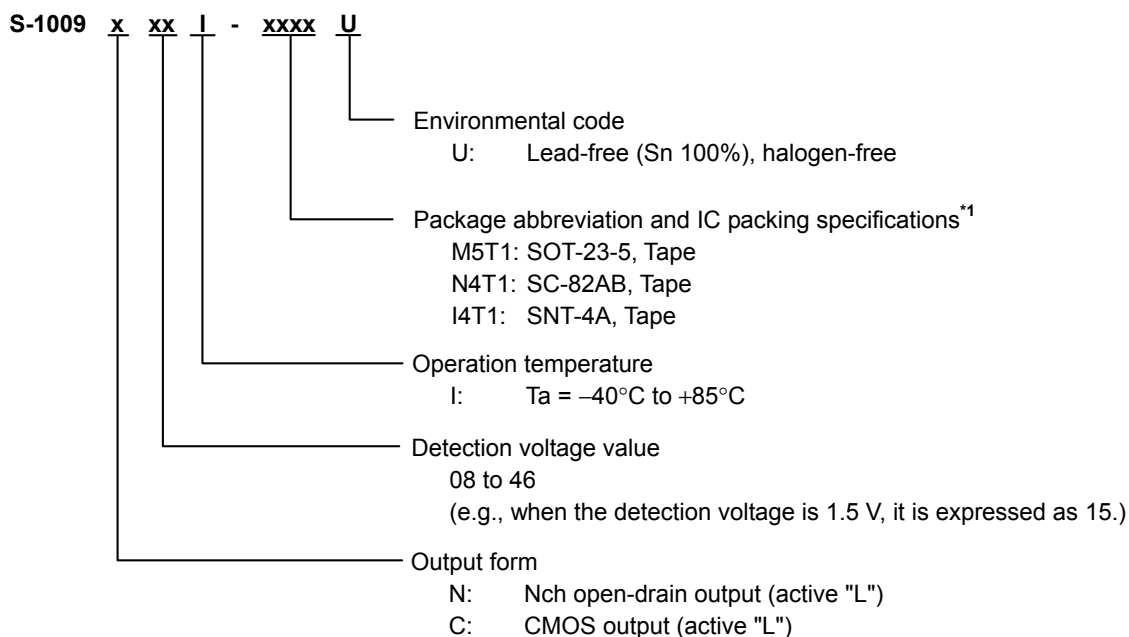 S-1009 x xx I - xxxx U
Environmental code
U: Lead-free (Sn 100%), halogen-free
Package abbreviation and IC packing specifications*1
M5T1: SOT-23-5, Tape
N4T1: SC-82AB, Tape
I4T1: SNT-4A, Tape
Operation temperature
I: Ta = −40°C to +85°C
Detection voltage value
08 to 46
(e.g., when the detection voltage is 1.5 V, it is expressed as 15.)
Output form
N: Nch open-drain output (active "L")
C: CMOS output (active "L")